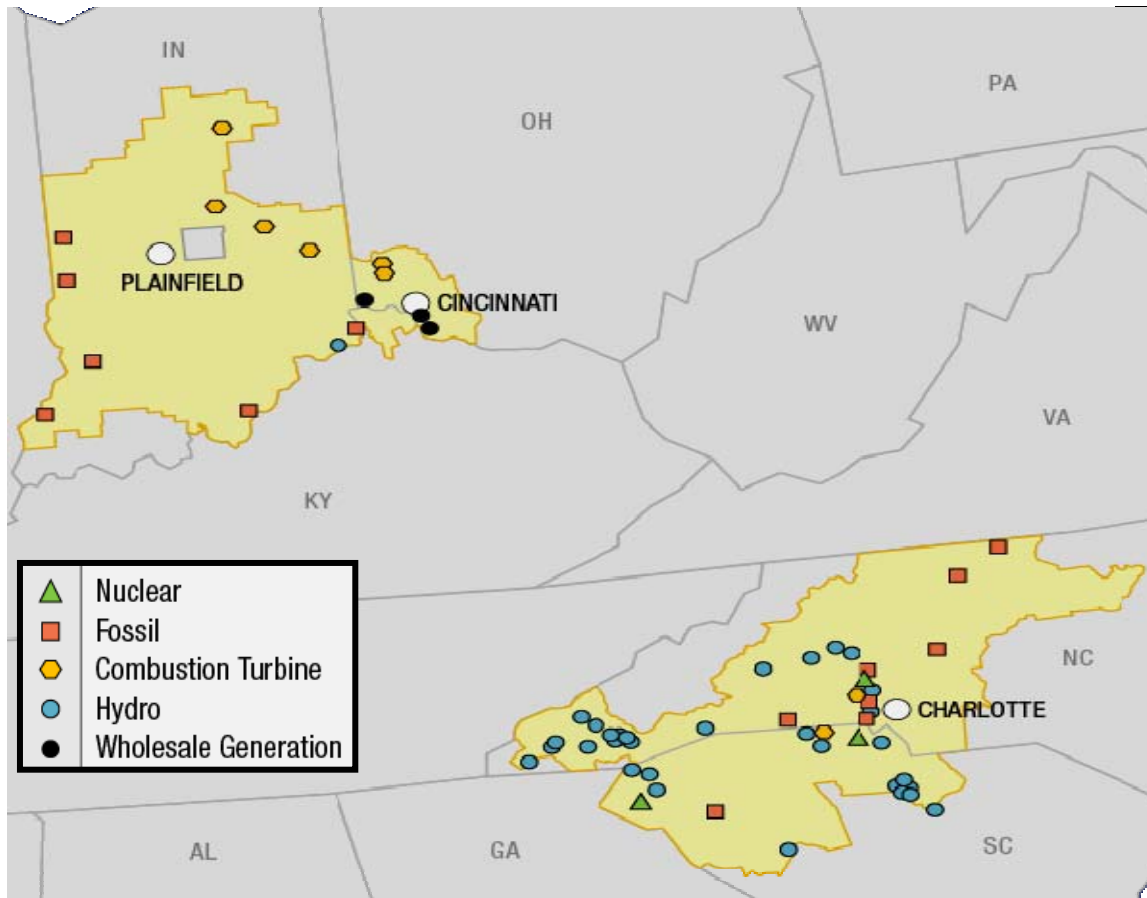 IN
OH
PA
PLAINFIELD
CINCINNATI
WV
VA
KY
Nuclear
Fossil
Combustion Turbine
Hydro
Wholesale Generation
NC
CHARLOTTE
AL
GA
SC